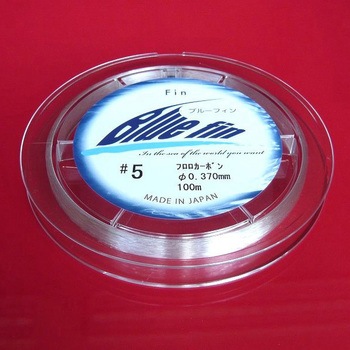 Fin
ブルーフィン
Blue fin
In the sea of the world you want
#5
フロロカーボン
φ0.370mm
100m
MADE IN JAPAN